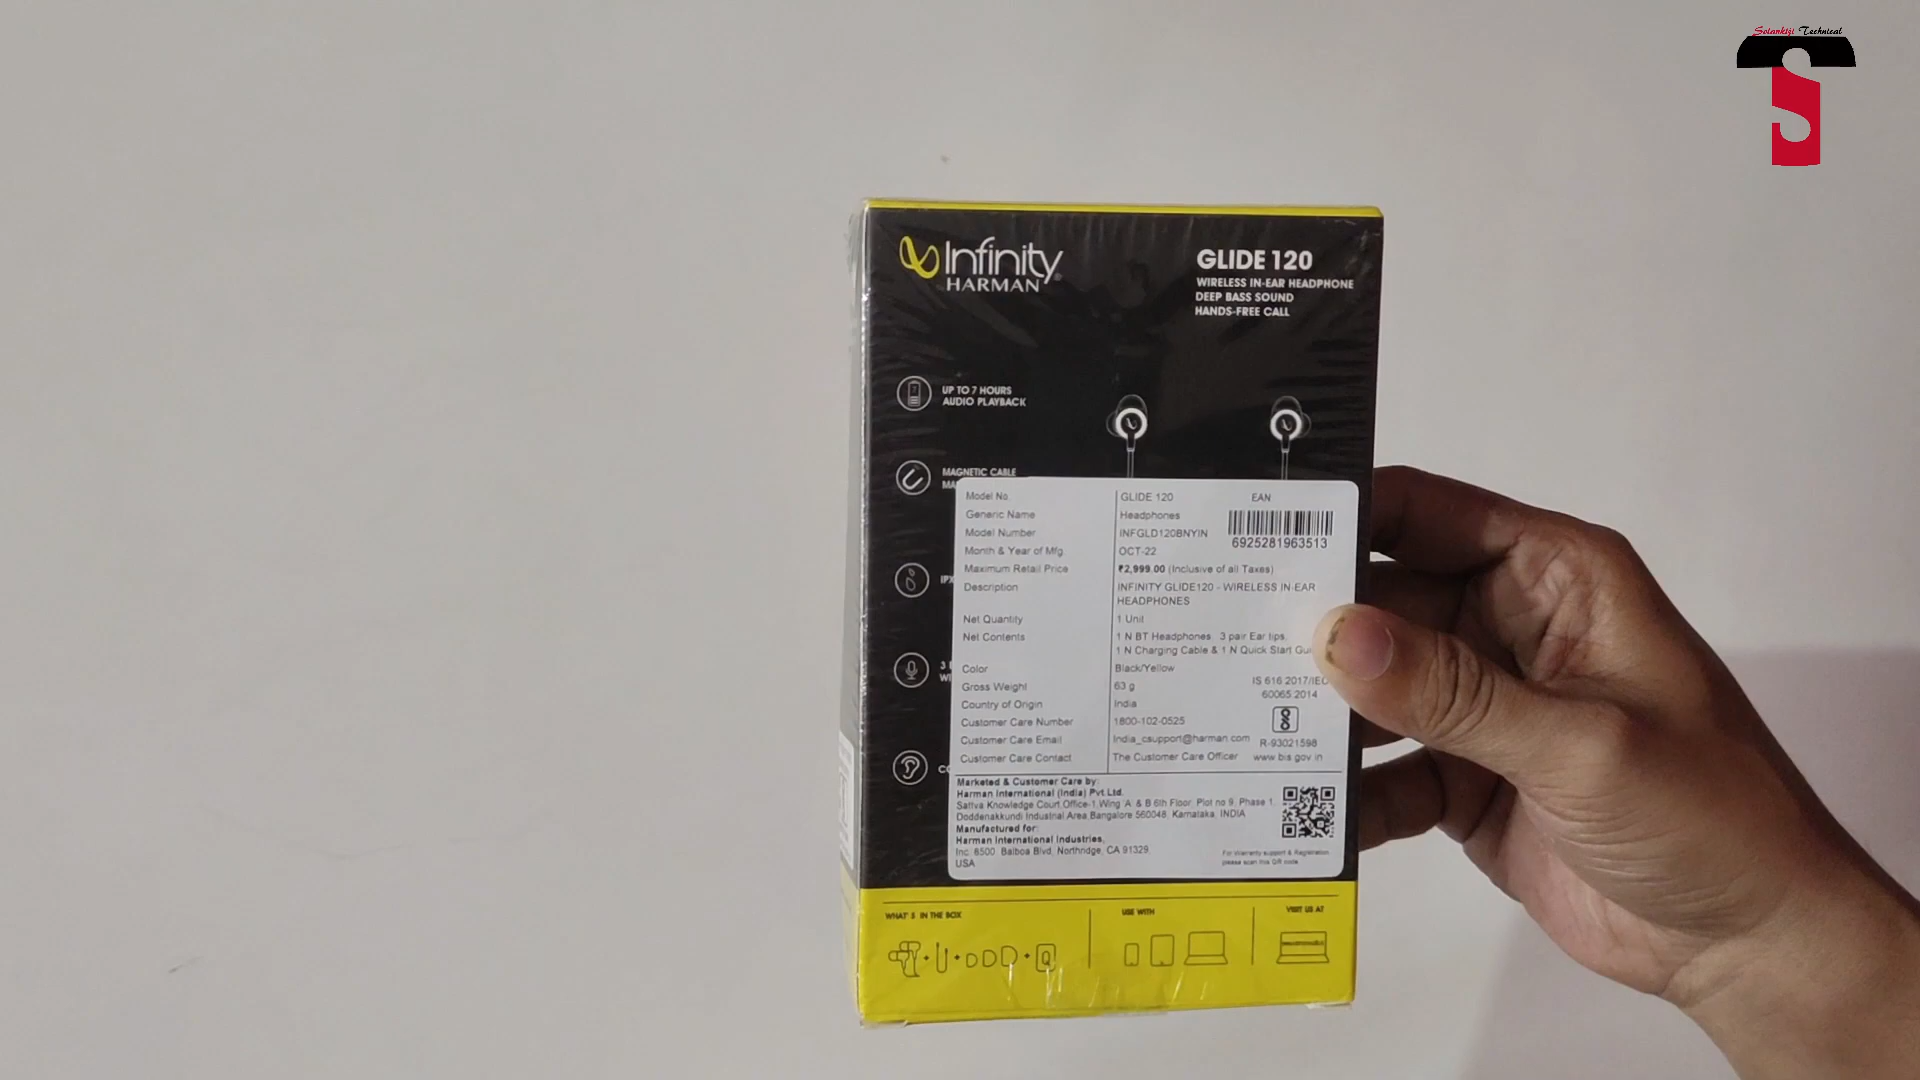 Solankiji Technical
Infinity
HARMAN
GLIDE 120
WIRELESS IN-EAR HEADPHONE
DEEP BASS SOUND
HANDS-FREE CALL
UP TO 7 HOURS
AUDIO PLAYBACK
MAGNETIC CABLE
Model No. GLIDE 120 EAN
Generic Name Headphones
Model Number INFGLD120BNYIN
6925281963513
Month & Year of Mfg. OCT-22
Maximum Retail Price ₹2,999.00 (Inclusive of all Taxes)
Description INFINITY GLIDE120 - WIRELESS IN-EAR
HEADPHONES
Net Quantity 1 Unit
Net Contents 1 N BT Headphones 3 pair Ear tips.
1 N Charging Cable & 1 N Quick Start
Color Black/Yellow
Gross Weight 63 g
IS 616:2017/IEC
60065:2014
Country of Origin India
Customer Care Number 1800-102-0525
Customer Care Email India_csupport@harman.com
R-93021598
Customer Care Contact The Customer Care Officer www.bis.gov.in
Marketed & Customer Care by:
Harman International (India) Pvt.Ltd.
Sattva Knowledge Court,Office-1,Wing 'A' & B 6th Floor, Plot no 9, Phase 1,
Doddenakkundi Industrial Area,Bangalore 560048, Karnataka, INDIA
Manufactured for:
Harman International Industries,
Inc. 8500 Balboa Blvd, Northridge, CA 91329,
USA
For Warranty support & Registration,
please scan this QR code
WHAT'S IN THE BOX
USE WITH
VISIT US AT